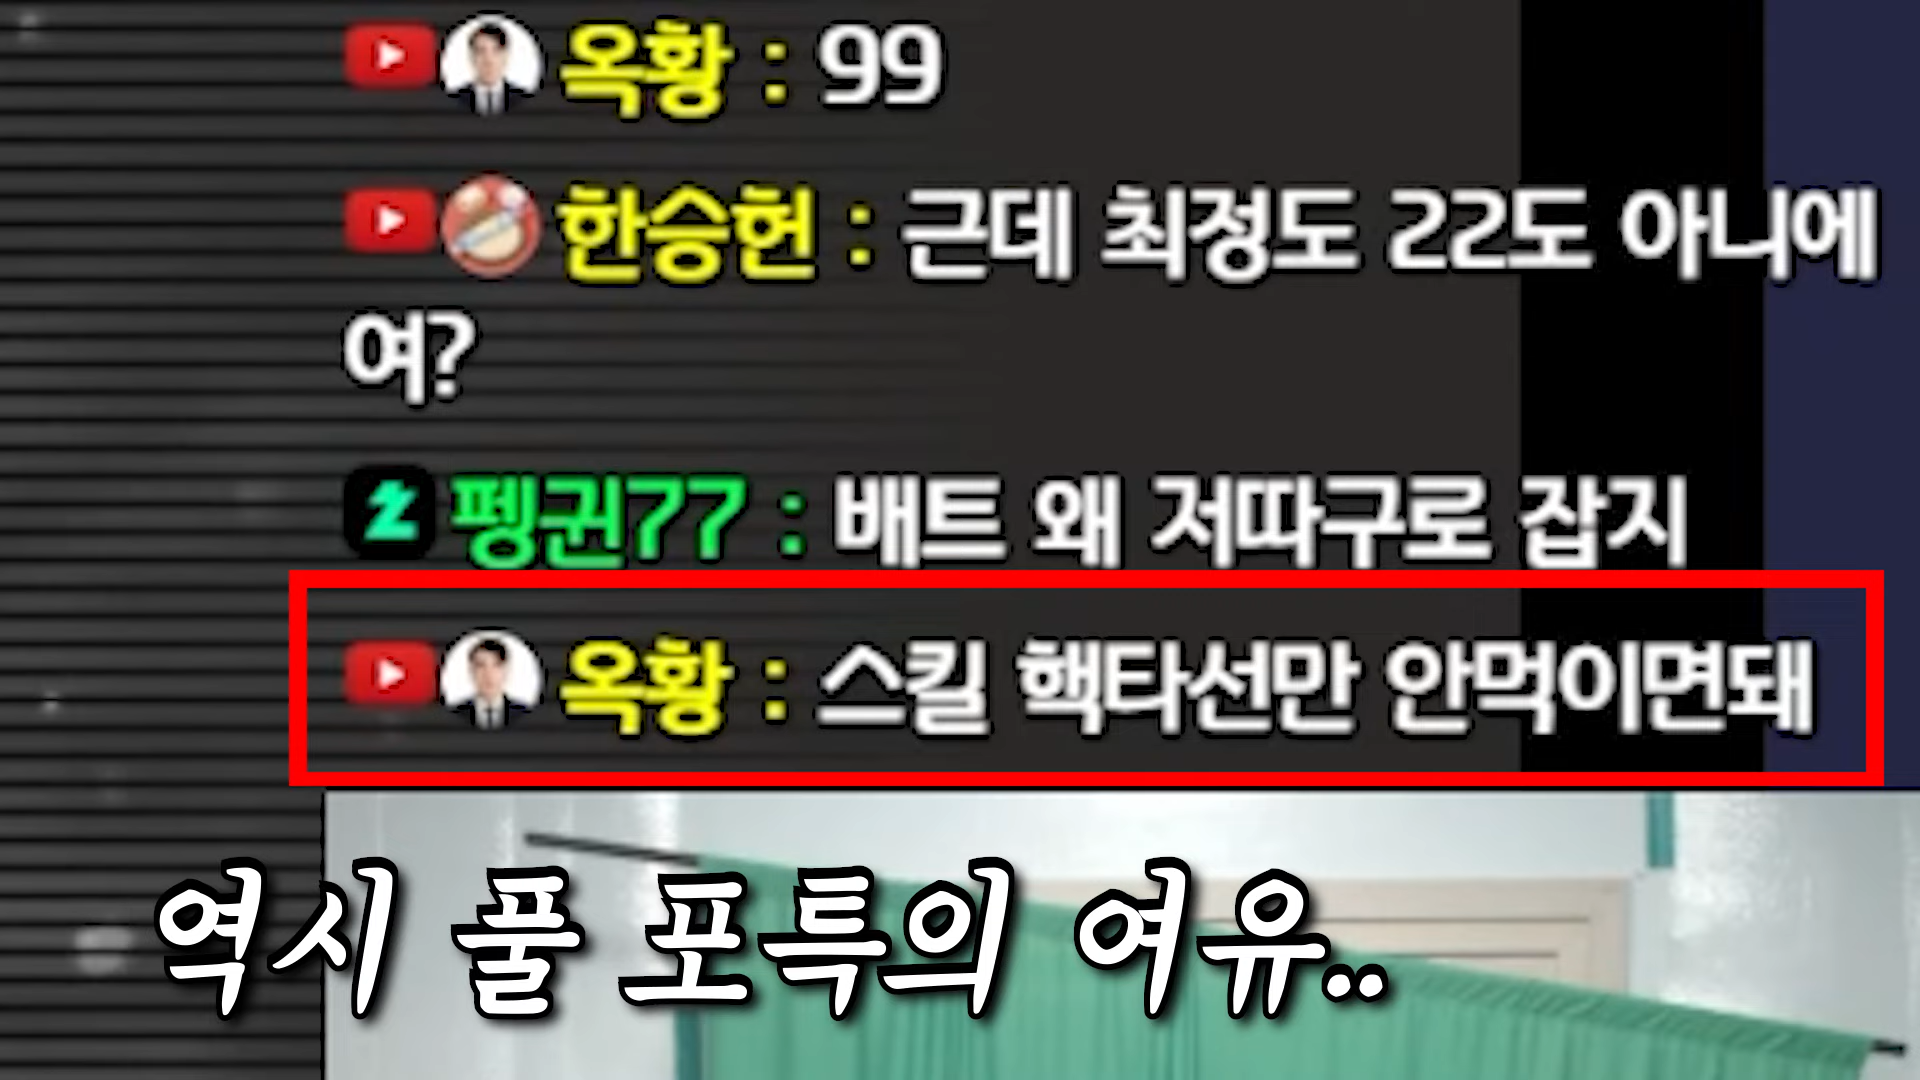 옥황 : 99
한승헌 : 근데 최정도 22도 아니에
여?
펭귄77 : 배트 왜 저따구로 잡지
옥황 : 스킬 핵타선만 안먹이면돼
역시 풀 포특의 여유..